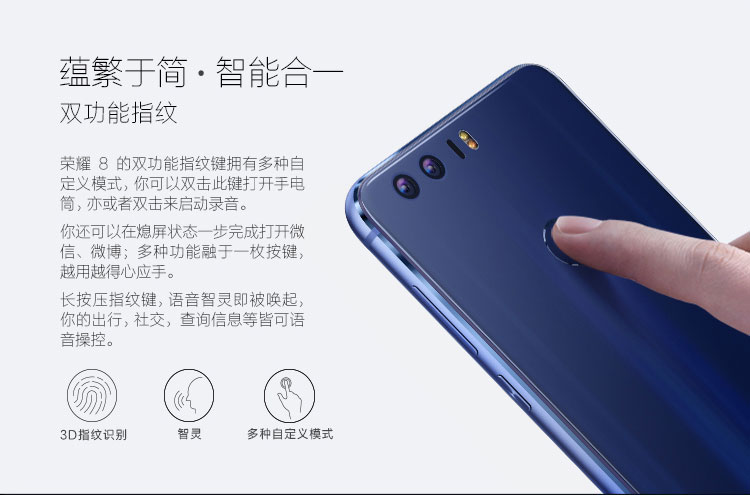 蕴繁于简·智能合一
双功能指纹
荣耀 8 的双功能指纹键拥有多种自
定义模式，你可以双击此键打开手电
筒，亦或者双击来启动录音。
你还可以在熄屏状态一步完成打开微
信、微博；多种功能融于一枚按键，
越用越得心应手。
长按压指纹键，语音智灵即被唤起，
你的出行，社交，查询信息等皆可语
音操控。
3D指纹识别
智灵
多种自定义模式